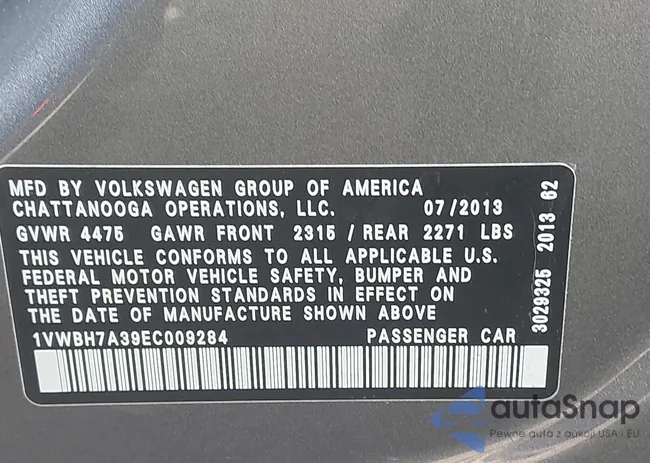 MFD BY VOLKSWAGEN GROUP OF AMERICA
CHATTANOOGA OPERATIONS, LLC. 07/2013
GVWR 4475 GAWR FRONT 2315 / REAR 2271 LBS
THIS VEHICLE CONFORMS TO ALL APPLICABLE U.S.
FEDERAL MOTOR VEHICLE SAFETY, BUMPER AND
THEFT PREVENTION STANDARDS IN EFFECT ON
THE DATE OF MANUFACTURE SHOWN ABOVE.
1VWBH7A39EC009284 PASSENGER CAR
3029325 2013 62
autoSnap
Pewne auta z aukcji USA i EU